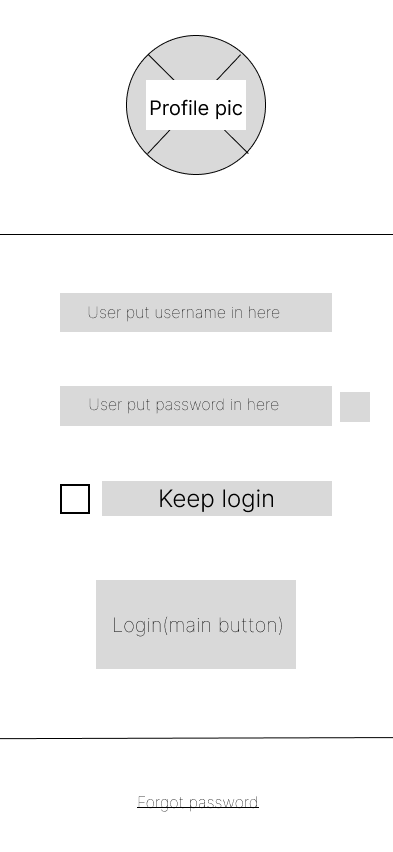 Profile pic
User put username in here
User put password in here
Keep login
Login(main button)
Forgot password